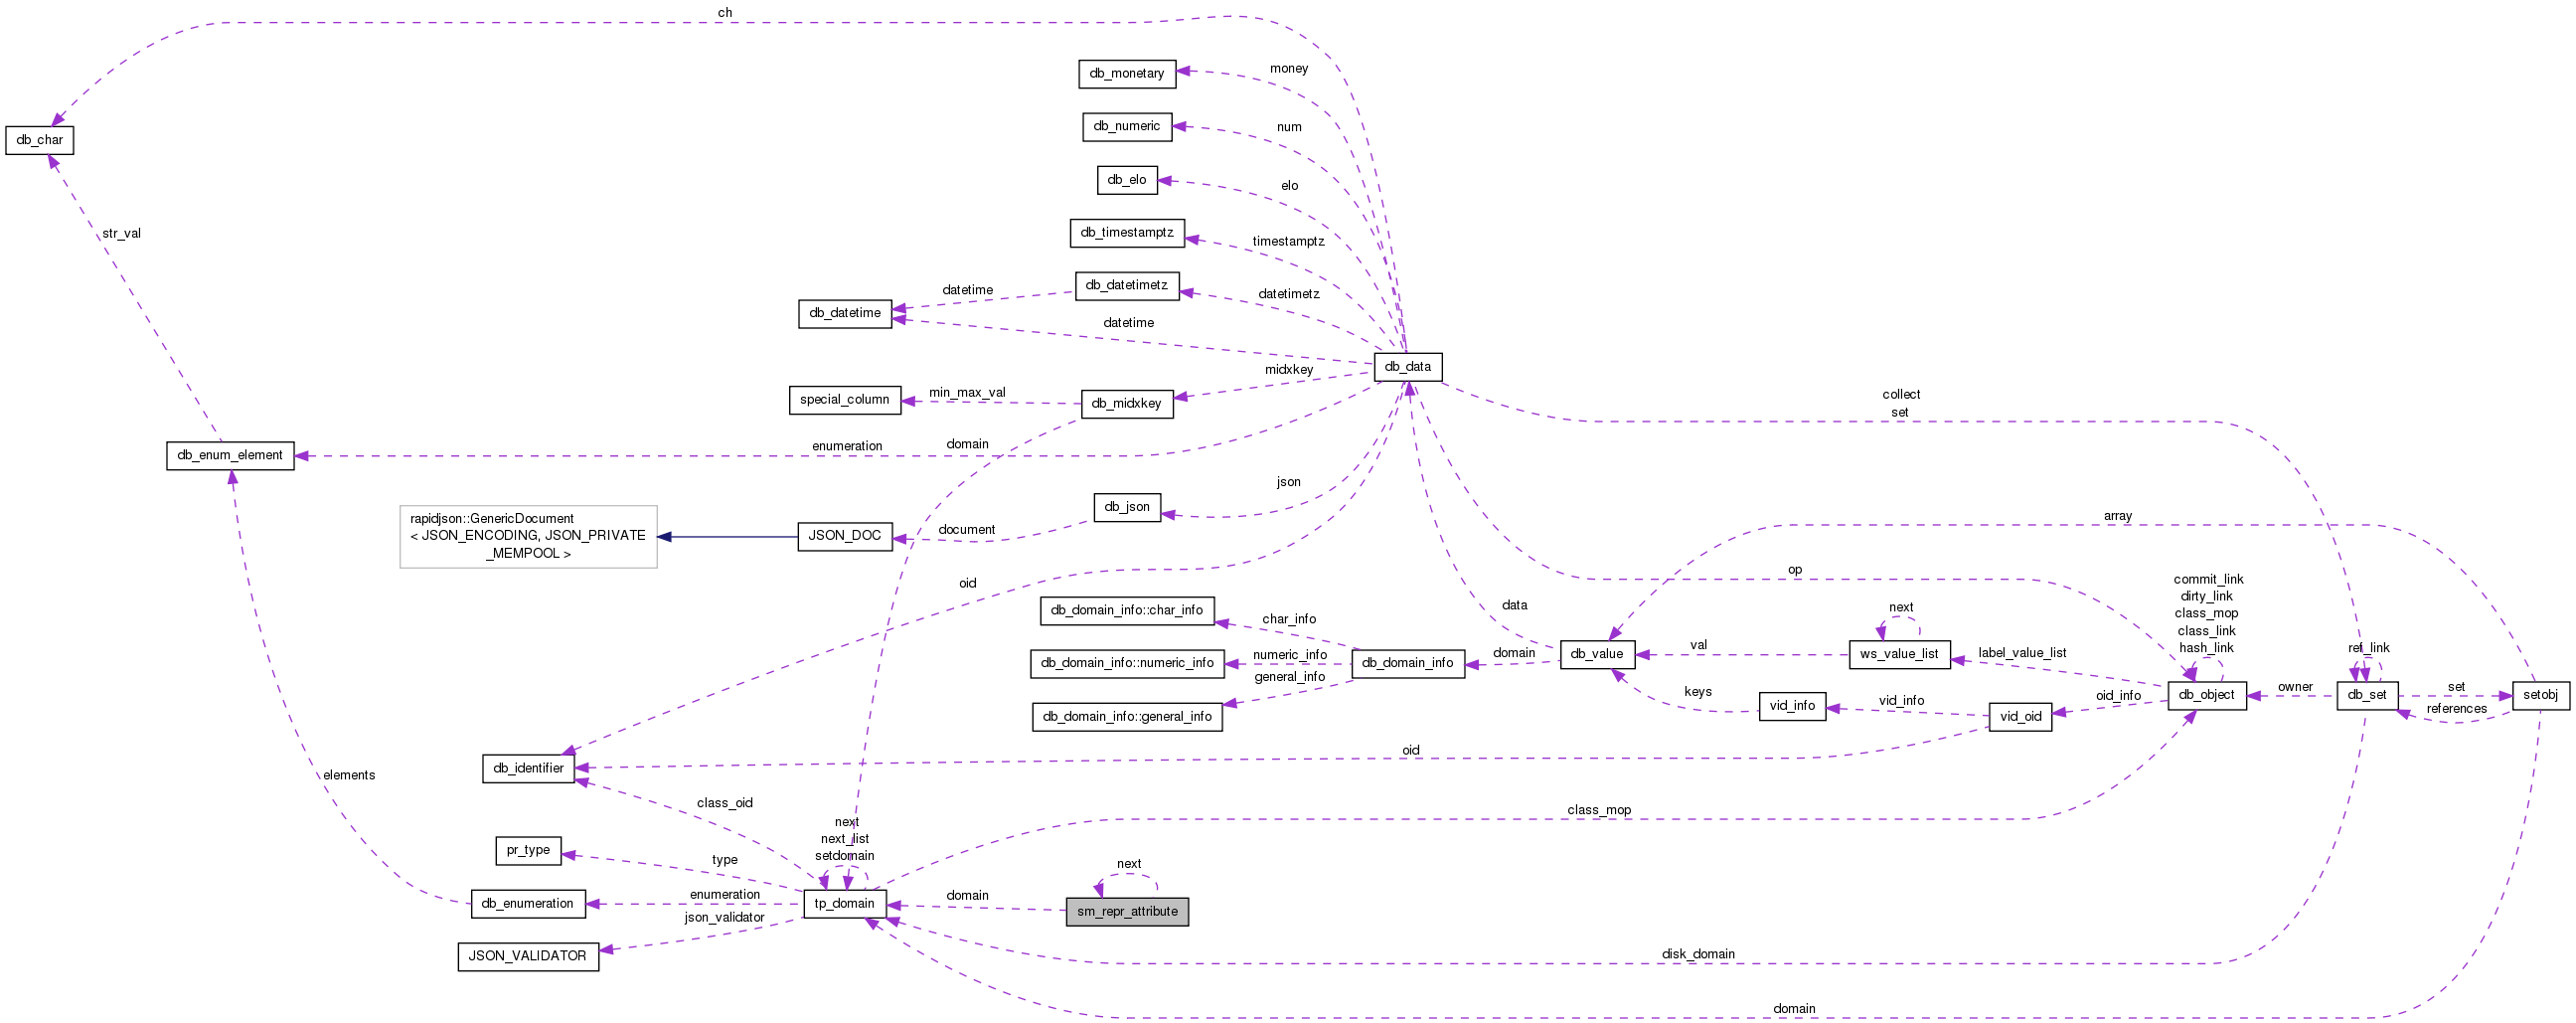 ch
db_monetary
money
db_char
db_numeric
num
db_elo
elo
str_val
db_timestamptz
timestamptz
db_datetimetz
datetimetz
datetime
db_datetime
datetime
db_data
midxkey
special_column
min_max_val
db_midxkey
collect
set
db_enum_element
enumeration
domain
json
db_json
rapidjson::GenericDocument
< JSON_ENCODING, JSON_PRIVATE
_MEMPOOL >
JSON_DOC
document
array
oid
op
commit_link
dirty_link
class_mop
class_link
hash_link
db_domain_info::char_info
char_info
data
next
db_domain_info::numeric_info
numeric_info
db_domain_info
domain
db_value
val
ws_value_list
label_value_list
ref_link
general_info
db_domain_info::general_info
keys
vid_info
vid_info
vid_oid
oid_info
db_object
owner
db_set
set
references
setobj
oid
db_identifier
elements
class_oid
class_mop
next
next_list
setdomain
pr_type
type
next
db_enumeration
enumeration
tp_domain
domain
sm_repr_attribute
json_validator
JSON_VALIDATOR
disk_domain
domain